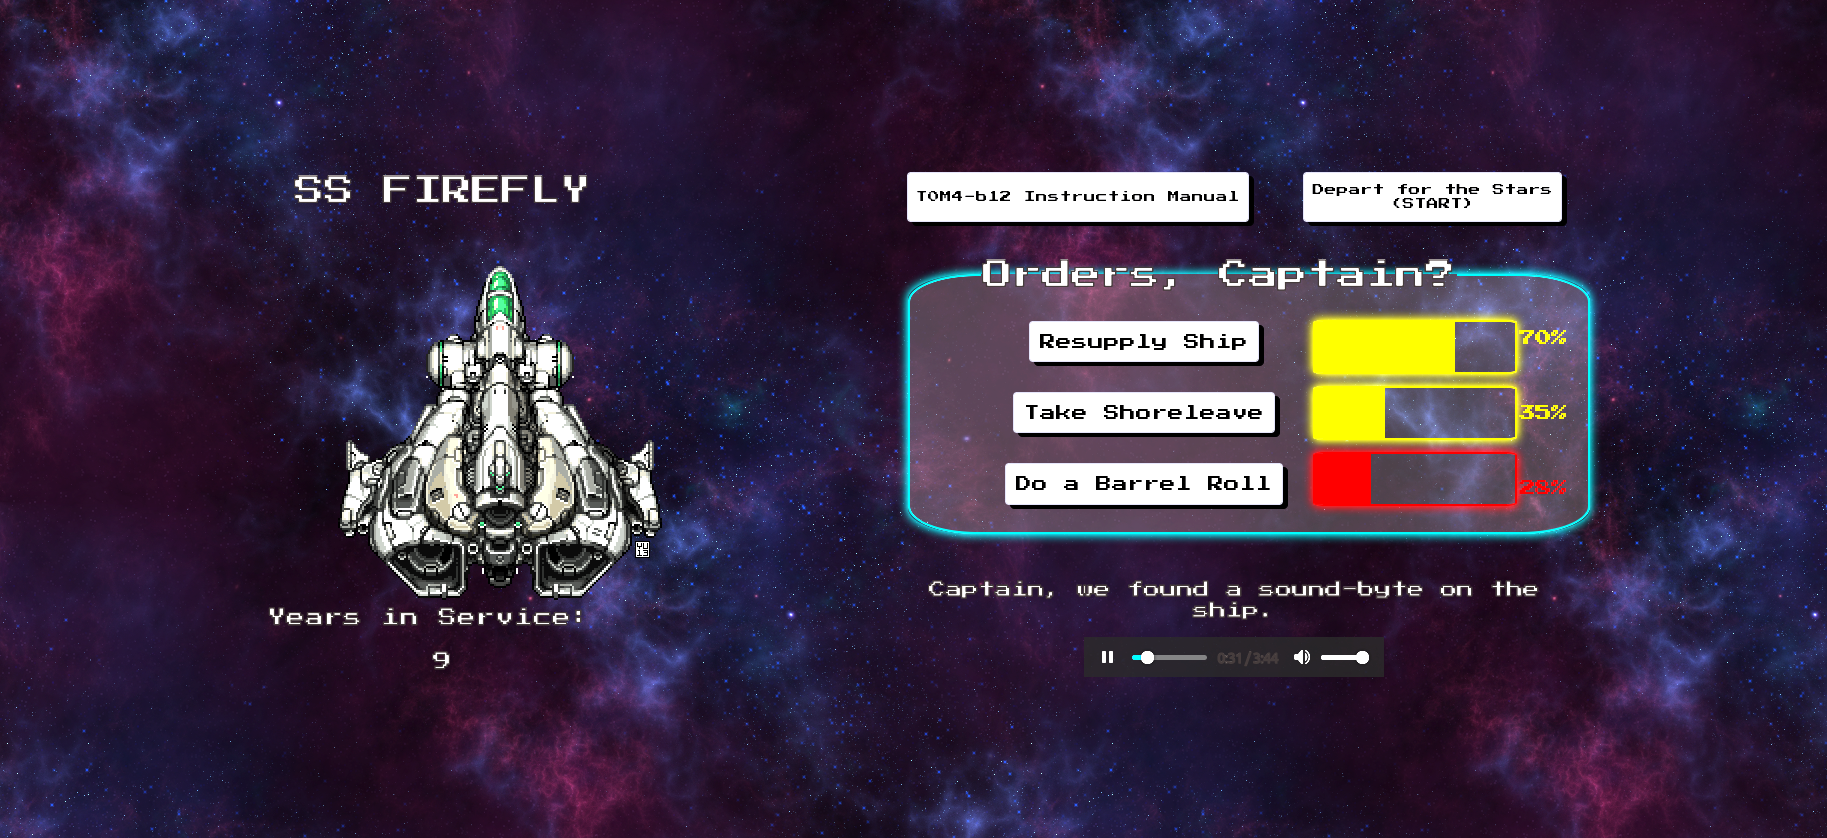 SS FIREFLY
Years in Service:
9
TOM4-b12 Instruction Manual
Depart for the Stars
(START)
Orders, Captain?
Resupply Ship
70%
Take Shoreleave
35%
Do a Barrel Roll
28%
Captain, we found a sound-byte on the
ship.
0:31 / 3:44